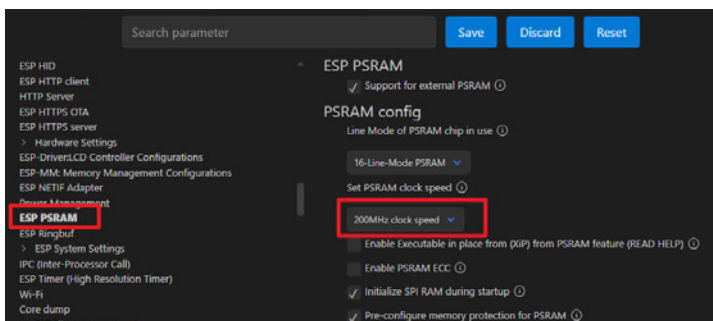 Search parameter
Save
Discard
Reset
ESP HID
ESP HTTP client
HTTP Server
ESP HTTPS OTA
ESP HTTPS server
> Hardware Settings
ESP-Driver:LCD Controller Configurations
ESP-MM: Memory Management Configurations
ESP NETIF Adapter
Power Management
ESP PSRAM
ESP Ringbuf
> ESP System Settings
IPC (Inter-Processor Call)
ESP Timer (High Resolution Timer)
Wi-Fi
Core dump
ESP PSRAM
Support for external PSRAM
PSRAM config
Line Mode of PSRAM chip in use
16-Line-Mode PSRAM
Set PSRAM clock speed
200MHz clock speed
Enable Executable in place from (XiP) from PSRAM feature (READ HELP)
Enable PSRAM ECC
Initialize SPI RAM during startup
Pre-configure memory protection for PSRAM